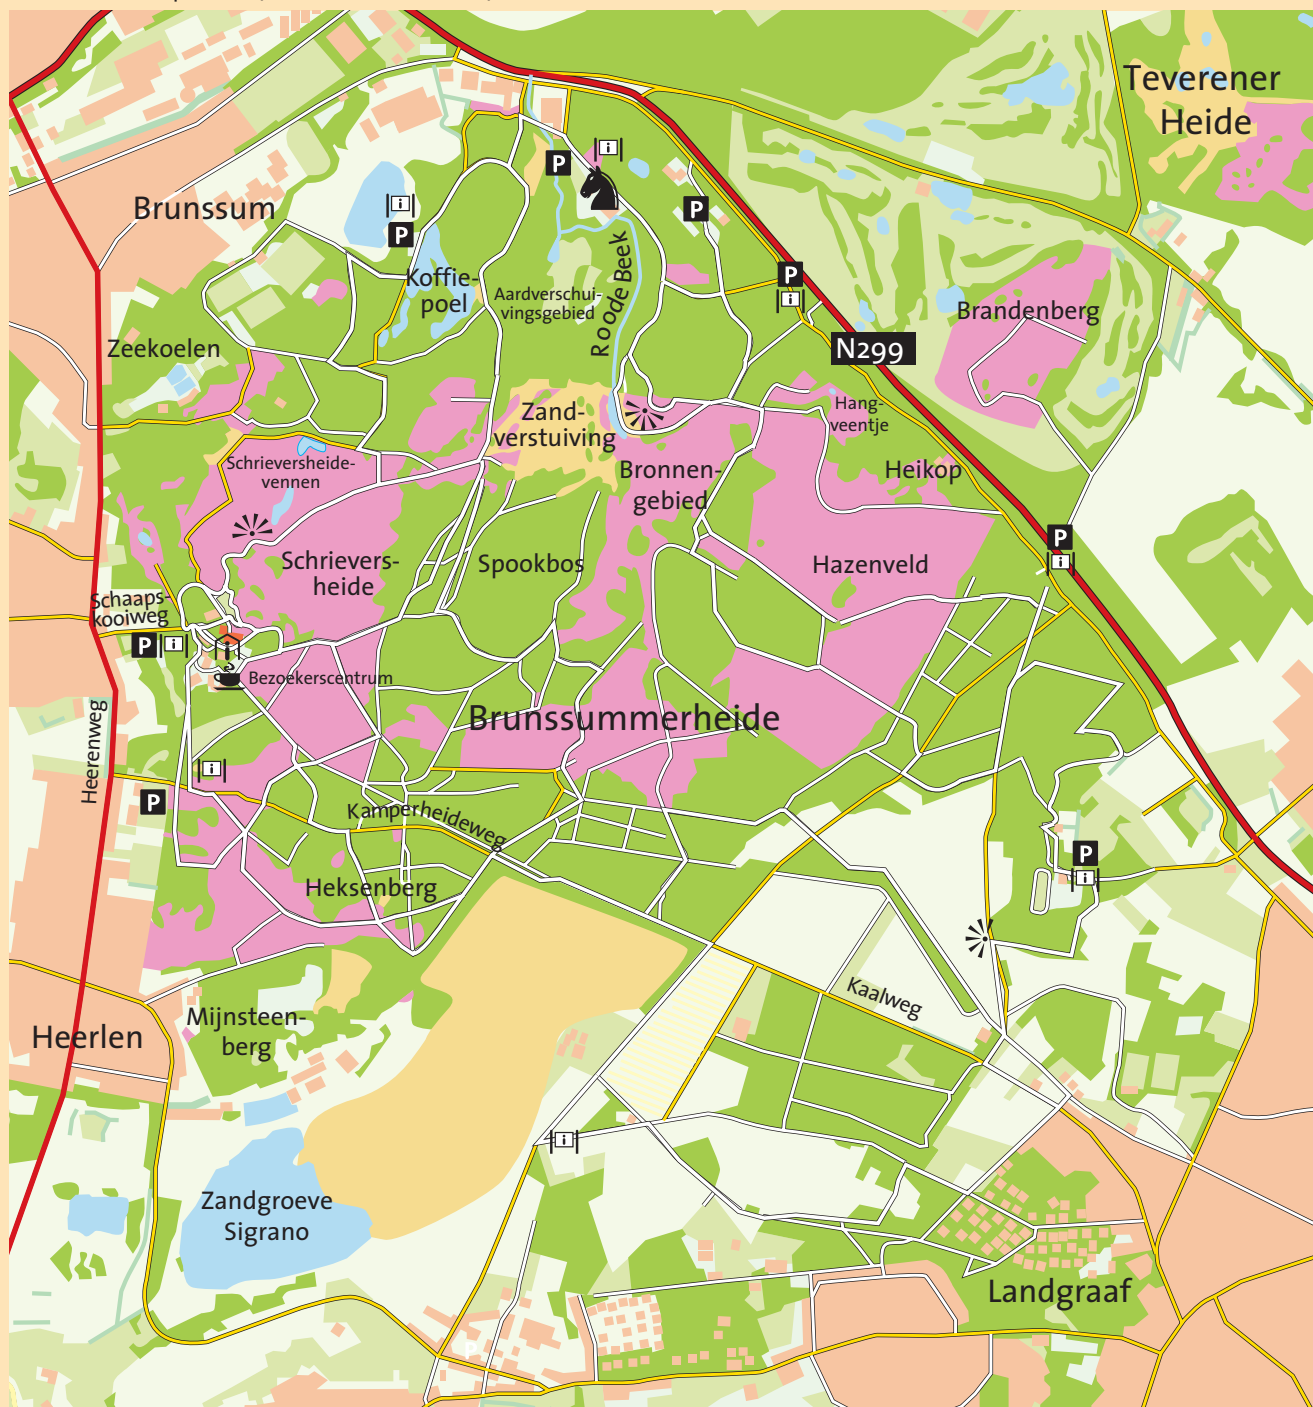 Teverener
Heide
Brunssum
P
i
P
i
P
P
Koffie-
poel
Aardverschui-
vingsgebied
Roode Beek
P
i
Brandenberg
N299
Zeekoelen
Zand-
verstuiving
Hang-
veentje
Schrieversheide-
vennen
Bronnen-
gebied
Heikop
Schrievers-
heide
Spookbos
Hazenveld
P
i
Schaaps-
kooiweg
P
i
i
Bezoekerscentrum
Brunssummerheide
Heerenweg
i
P
Kamperheideweg
P
i
Heksenberg
Kaalweg
Mijnsteen-
berg
Heerlen
i
Zandgroeve
Sigrano
Landgraaf
P